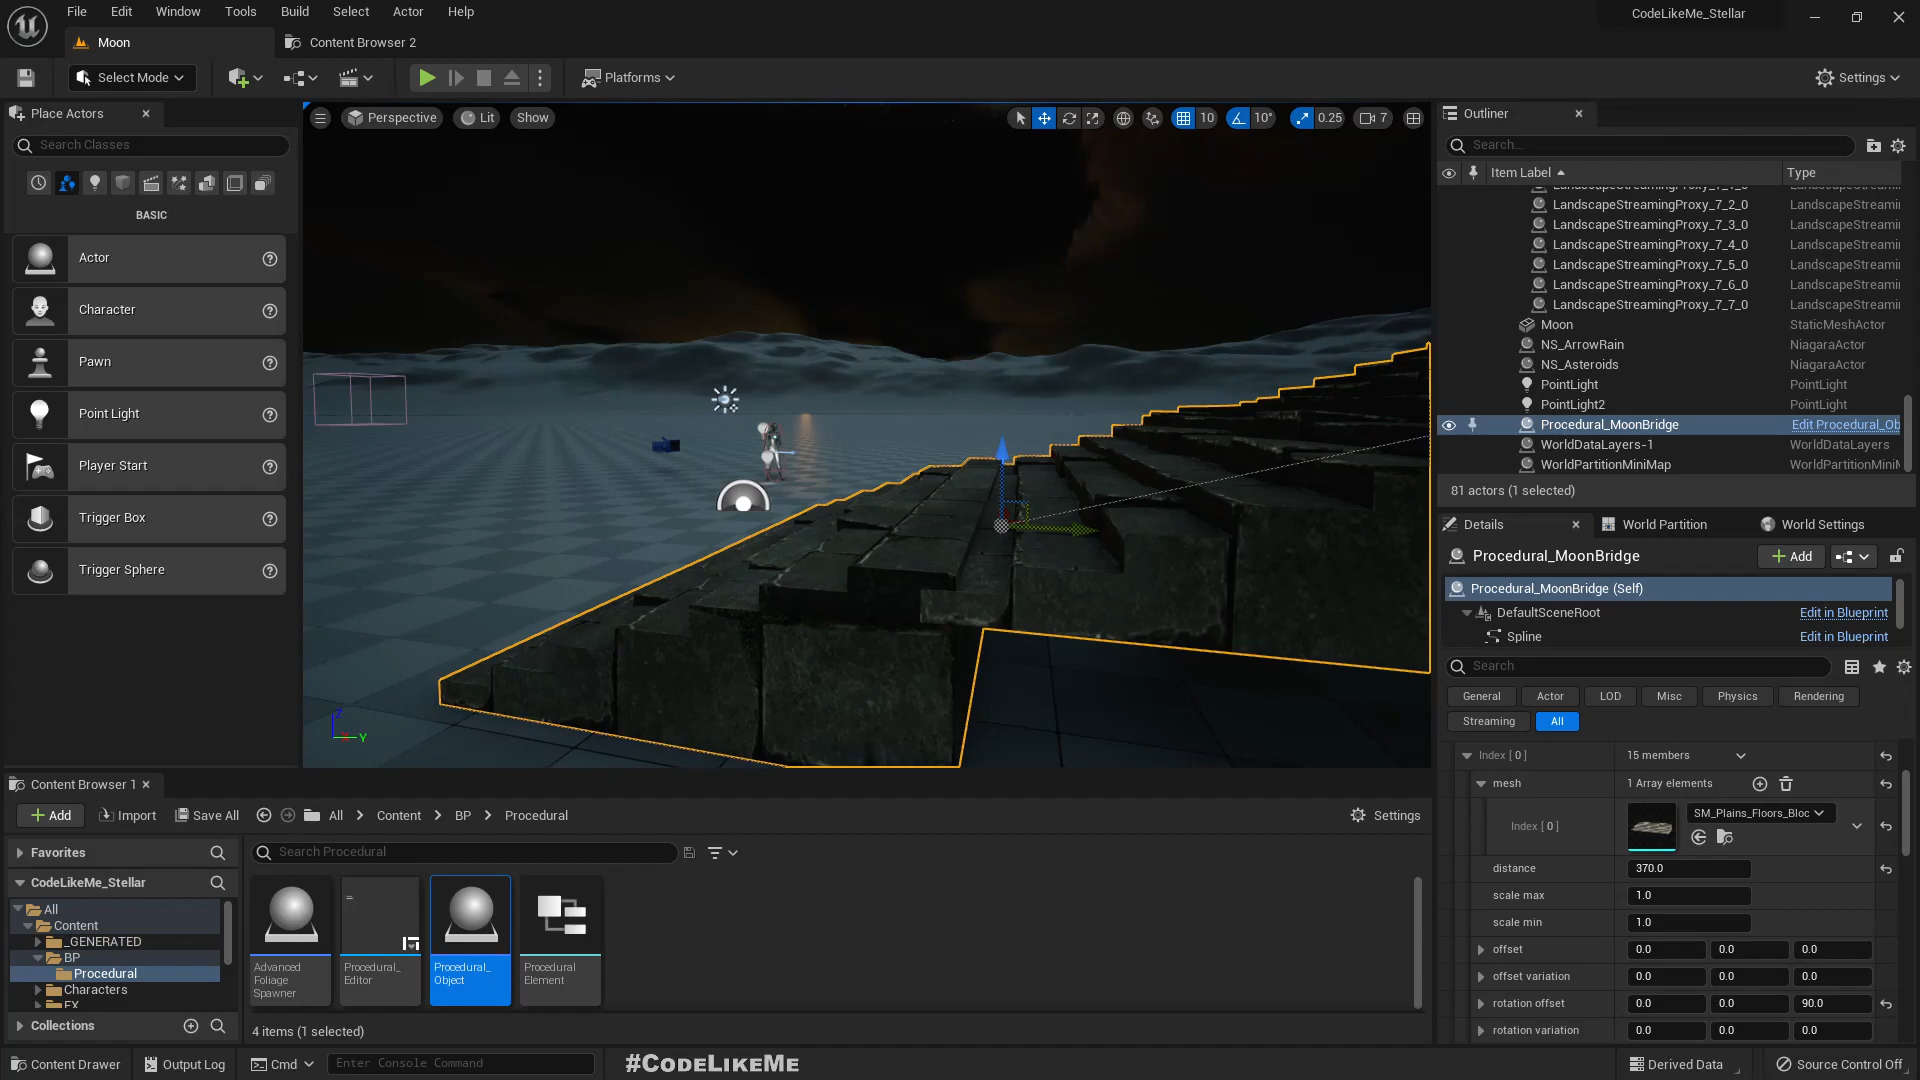 File Edit Window Tools Build Select Actor Help
CodeLikeMe_Stellar
Moon
Content Browser 2
Select Mode
Platforms
Settings
Place Actors
Search Classes
BASIC
Actor
Character
Pawn
Point Light
Player Start
Trigger Box
Trigger Sphere
Perspective Lit Show
10 10° 0.25 7
Z
Y
Outliner
Search...
Item Label Type
LandscapeStreamingProxy_7_2_0 LandscapeStreami
LandscapeStreamingProxy_7_3_0 LandscapeStreami
LandscapeStreamingProxy_7_4_0 LandscapeStreami
LandscapeStreamingProxy_7_5_0 LandscapeStreami
LandscapeStreamingProxy_7_6_0 LandscapeStreami
LandscapeStreamingProxy_7_7_0 LandscapeStreami
Moon StaticMeshActor
NS_ArrowRain NiagaraActor
NS_Asteroids NiagaraActor
PointLight PointLight
PointLight2 PointLight
Procedural_MoonBridge Edit Procedural_Ob
WorldDataLayers-1 WorldDataLayers
WorldPartitionMiniMap WorldPartitionMini
81 actors (1 selected)
Details World Partition World Settings
Procedural_MoonBridge Add
Procedural_MoonBridge (Self)
DefaultSceneRoot Edit in Blueprint
Spline Edit in Blueprint
Search
General Actor LOD Misc Physics Rendering
Streaming All
Index [ 0 ] 15 members
mesh 1 Array elements
Index [ 0 ] SM_Plains_Floors_Bloc
distance 370.0
scale max 1.0
scale min 1.0
offset 0.0 0.0 0.0
offset variation 0.0 0.0 0.0
rotation offset 0.0 0.0 90.0
rotation variation 0.0 0.0 0.0
Content Browser 1
Add Import Save All All Content BP Procedural Settings
Favorites
CodeLikeMe_Stellar
All
Content
_GENERATED
BP
Procedural
Characters
FX
Collections
Search Procedural
Advanced
Foliage
Spawner
Procedural_
Editor
Procedural_
Object
Procedural
Element
4 items (1 selected)
Content Drawer Output Log Cmd Enter Console Command #CODELIKEME Derived Data Source Control Off